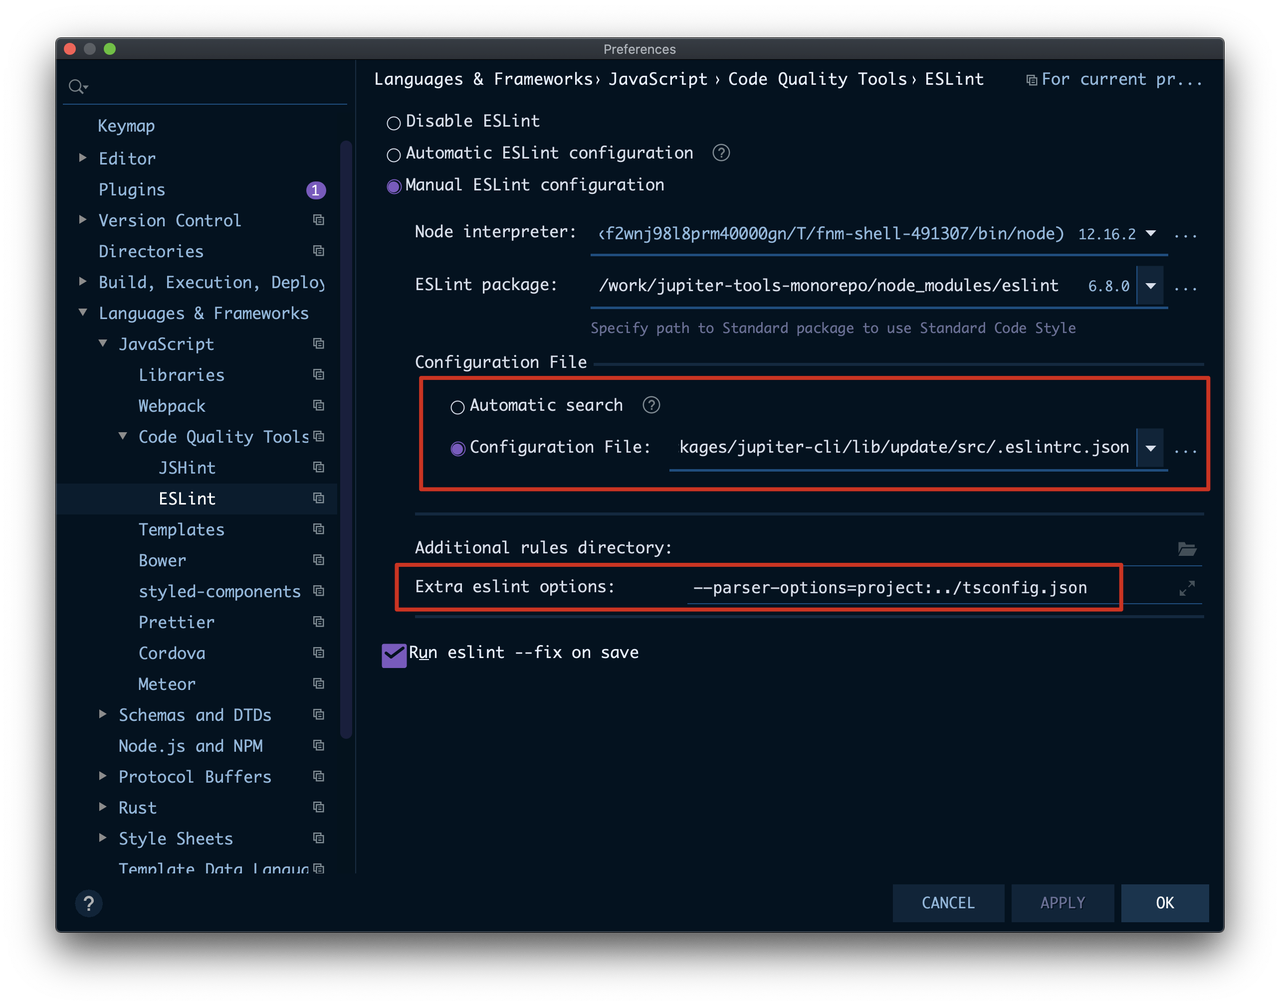 Preferences
Keymap
Editor
Plugins 1
Version Control
Directories
Build, Execution, Deploy
Languages & Frameworks
JavaScript
Libraries
Webpack
Code Quality Tools
JSHint
ESLint
Templates
Bower
styled-components
Prettier
Cordova
Meteor
Schemas and DTDs
Node.js and NPM
Protocol Buffers
Rust
Style Sheets
Template Data Langua
?
Languages & Frameworks› JavaScript › Code Quality Tools› ESLint For current pr...
Disable ESLint
Automatic ESLint configuration ?
Manual ESLint configuration
Node interpreter: f2wnj98l8prm40000gn/T/fnm-shell-491307/bin/node) 12.16.2 ...
ESLint package: /work/jupiter-tools-monorepo/node_modules/eslint 6.8.0 ...
Specify path to Standard package to use Standard Code Style
Configuration File
Automatic search ?
Configuration File: kages/jupiter-cli/lib/update/src/.eslintrc.json ...
Additional rules directory:
Extra eslint options: --parser-options=project:../tsconfig.json
Run eslint --fix on save
CANCEL APPLY OK